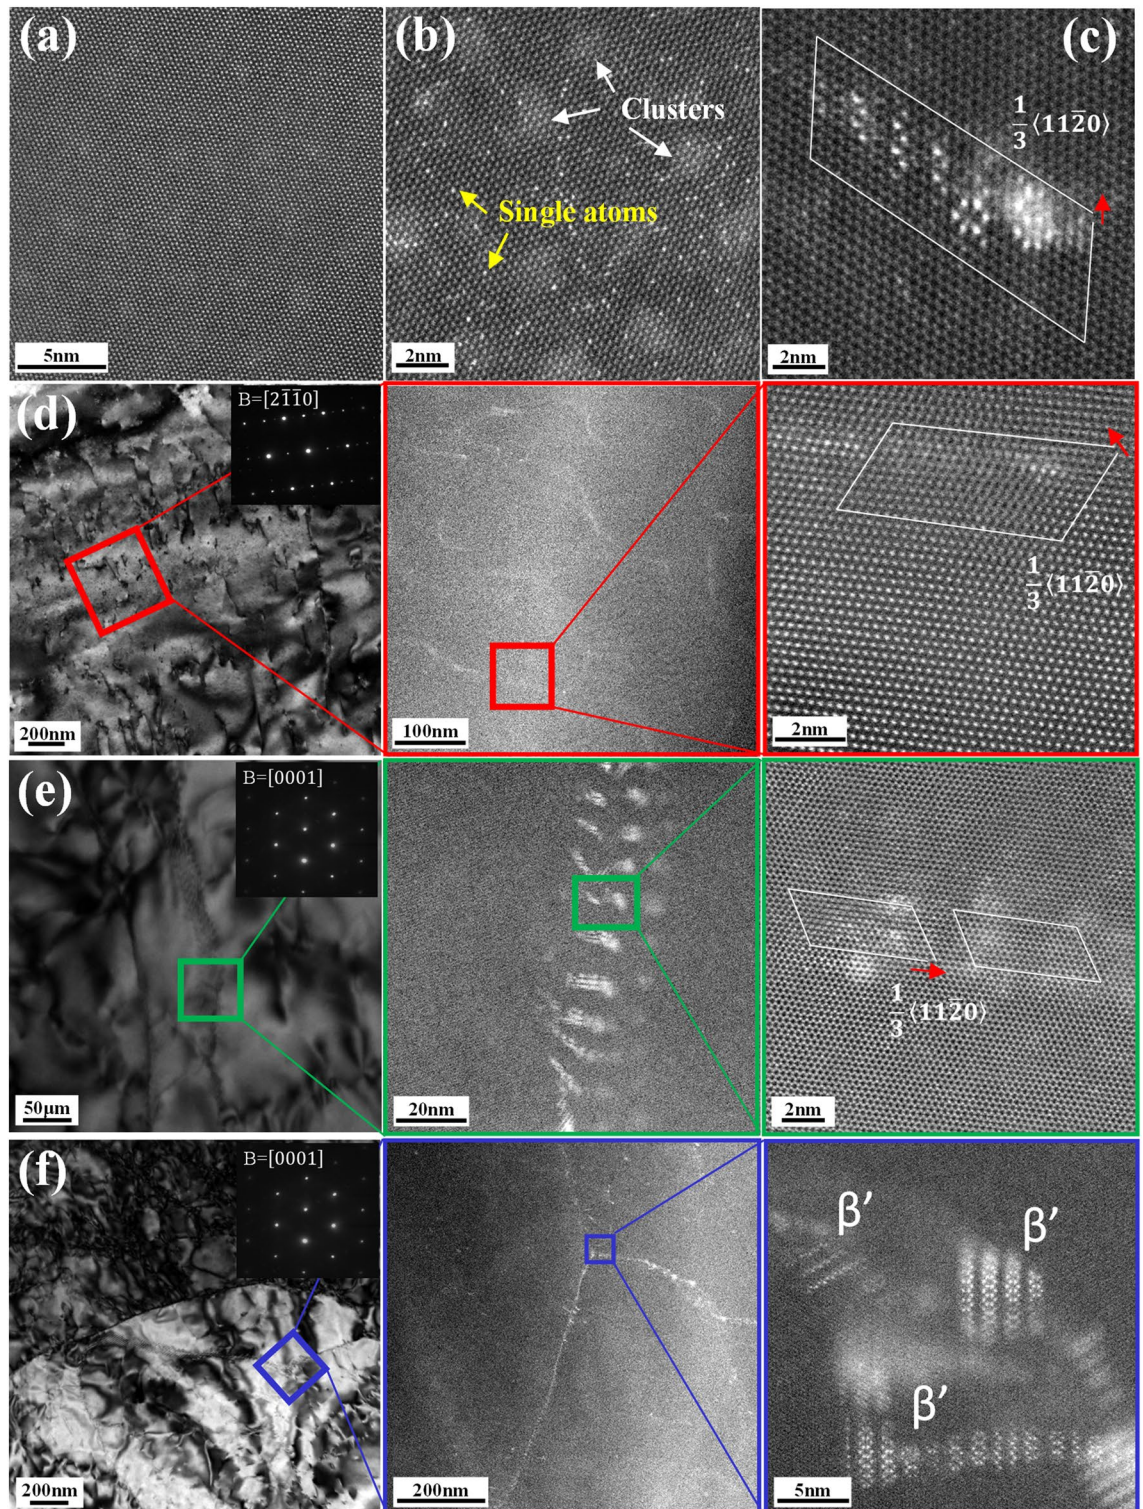 (a)
5nm
(b)
Clusters
Single atoms
2nm
(c)
1/3⟨112̅0⟩
2nm
(d)
B=[21̅1̅0]
200nm
100nm
1/3⟨112̅0⟩
2nm
(e)
B=[0001]
50μm
20nm
1/3⟨112̅0⟩
2nm
(f)
B=[0001]
200nm
200nm
β′
β′
β′
5nm